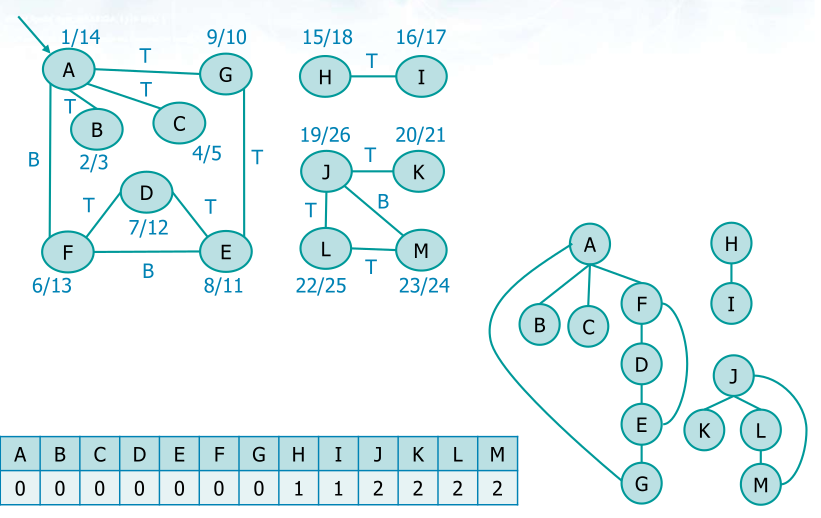 1/14 9/10 15/18 16/17
A T G H T I
T
T
B C
2/3 4/5
19/26 20/21
B T J T K
D
T T T B
7/12
F E L M
B T
6/13 8/11 22/25 23/24
A H
B C F I
D
J
E K L
G M
A B C D E F G H I J K L M
0 0 0 0 0 0 0 1 1 2 2 2 2